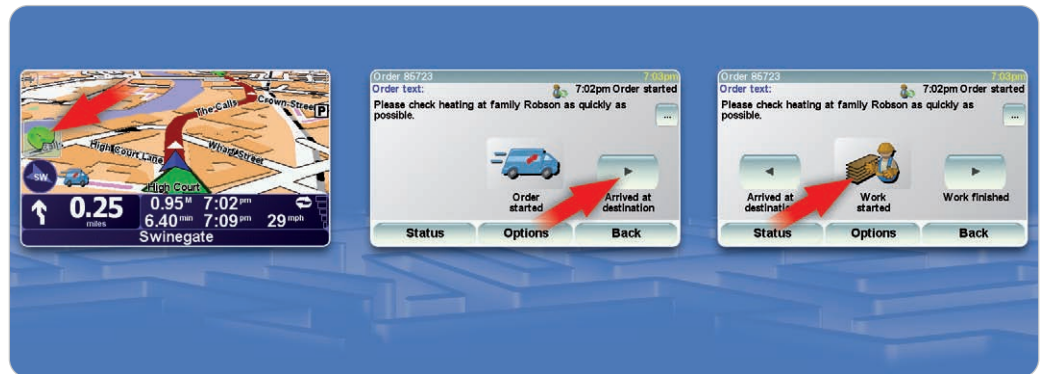 The Calls
Crown Street
P
High Court Lane
Wharf Street
SW
High Court
0.25
miles
0.95M 7:02pm
6.40min 7:09pm 29mph
Swinegate
Order 85723 7:03pm
Order text: 7:02pm Order started
Please check heating at family Robson as quickly as
possible.
...
Order
started
Arrived at
destination
Status Options Back
Order 85723 7:03pm
Order text: 7:02pm Order started
Please check heating at family Robson as quickly as
possible.
...
Arrived at
destination
Work
started
Work finished
Status Options Back